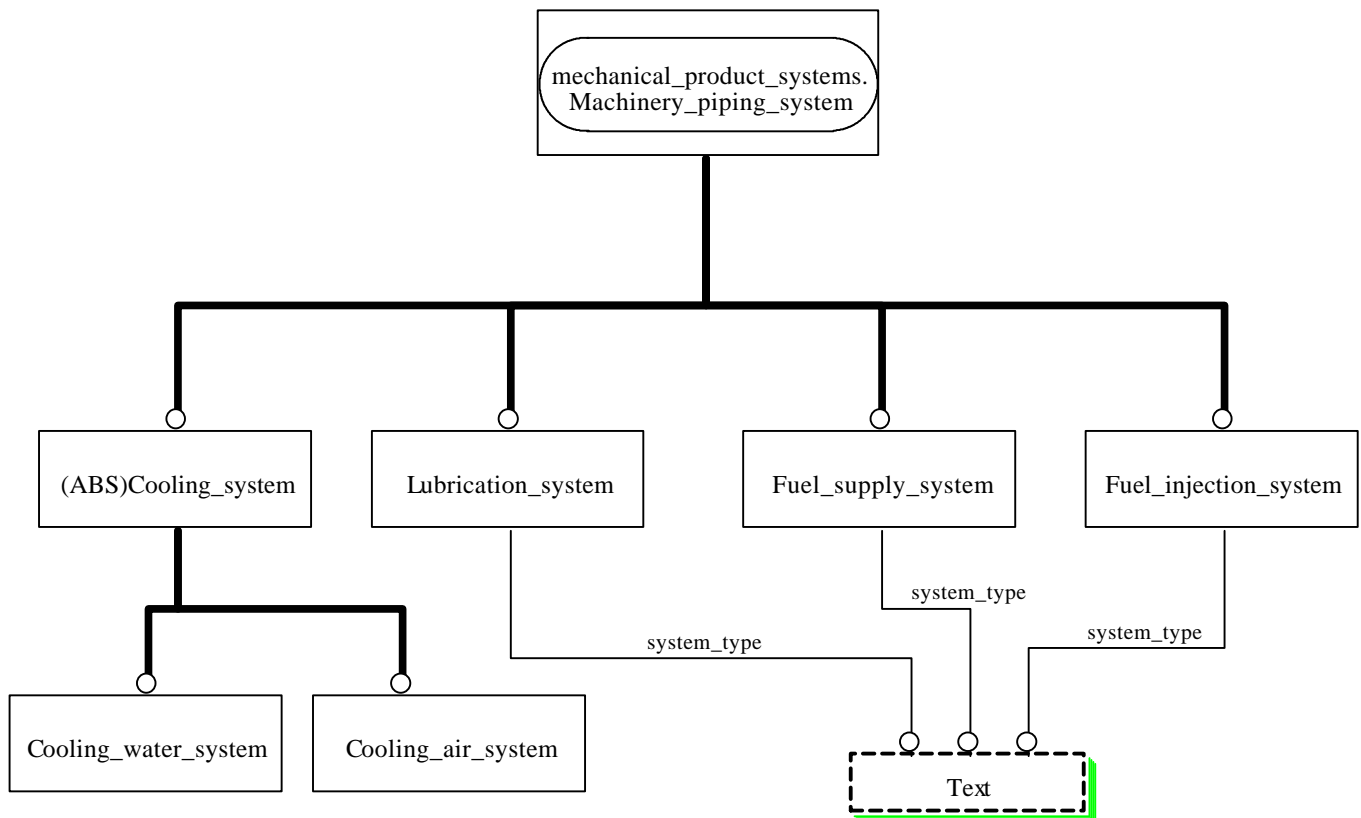 mechanical_product_systems.
Machinery_piping_system
(ABS)Cooling_system
Lubrication_system
Fuel_supply_system
Fuel_injection_system
system_type
system_type
system_type
Cooling_water_system
Cooling_air_system
Text